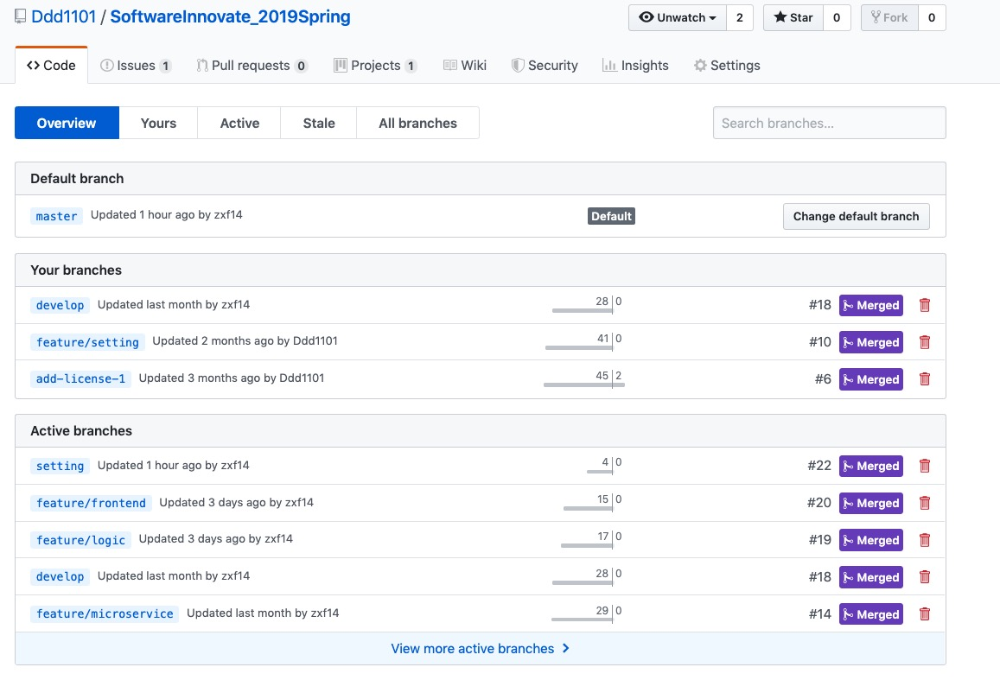 Ddd1101 / SoftwareInnovate_2019Spring Unwatch 2 Star 0 Fork 0
Code Issues 1 Pull requests 0 Projects 1 Wiki Security Insights Settings
Overview Yours Active Stale All branches Search branches...
Default branch
master Updated 1 hour ago by zxf14 Default Change default branch
Your branches
develop Updated last month by zxf14 28 0 #18 Merged
feature/setting Updated 2 months ago by Ddd1101 41 0 #10 Merged
add-license-1 Updated 3 months ago by Ddd1101 45 2 #6 Merged
Active branches
setting Updated 1 hour ago by zxf14 4 0 #22 Merged
feature/frontend Updated 3 days ago by zxf14 15 0 #20 Merged
feature/logic Updated 3 days ago by zxf14 17 0 #19 Merged
develop Updated last month by zxf14 28 0 #18 Merged
feature/microservice Updated last month by zxf14 29 0 #14 Merged
View more active branches